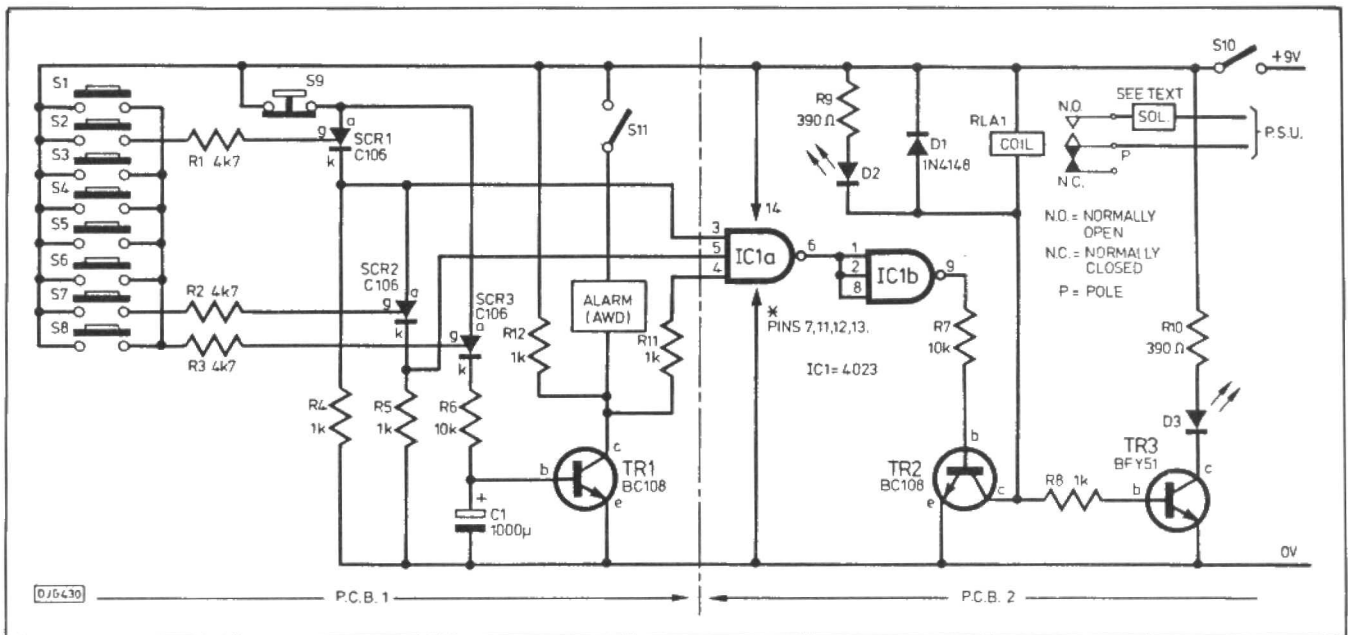 S1
S2
S3
S4
S5
S6
S7
S8
R1 4k7
R2 4k7
R3 4k7
S9
g
a
k
SCR1
C106
SCR2
C106
g
a
k
SCR3
C106
g
a
k
R4
1k
R5
1k
R6
10k
+
C1
1000µ
R12
1k
S11
ALARM
(AWD)
R11
1k
b
c
e
TR1
BC108
14
3
5
4
IC1a
6
*
PINS 7,11,12,13.
1
2
8
IC1b
9
IC1=4023
R7
10k
R9
390Ω
D2
D1
1N4148
RLA1
COIL
b
c
e
TR2
BC108
R8 1k
S10
+9V
SEE TEXT
N.O.
SOL.
P
N.C.
P.S.U.
N.O.= NORMALLY
OPEN
N.C.= NORMALLY
CLOSED
P = POLE
R10
390Ω
D3
TR3
BFY51
b
c
e
0V
DJG430
P.C.B. 1
P.C.B. 2